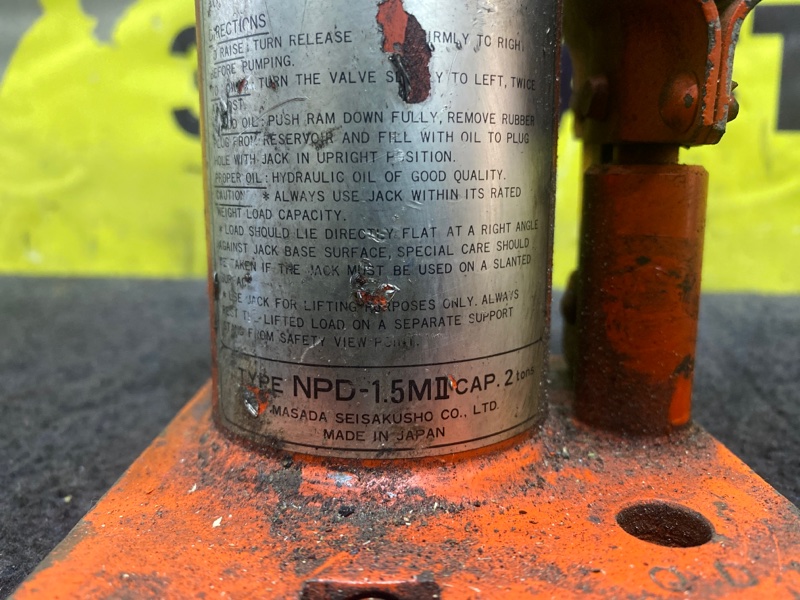 DIRECTIONS
RAISE: TURN RELEASE FIRMLY TO RIGHT
BEFORE PUMPING.
TURN THE VALVE TO LEFT, TWICE
OIL: PUSH RAM DOWN FULLY, REMOVE RUBBER
PLUG FROM RESERVOIR AND FILL WITH OIL TO PLUG
HOLE WITH JACK IN UPRIGHT POSITION.
PROPER OIL: HYDRAULIC OIL OF GOOD QUALITY.
CAUTION * ALWAYS USE JACK WITHIN ITS RATED
WEIGHT LOAD CAPACITY.
* LOAD SHOULD LIE DIRECTLY FLAT AT A RIGHT ANGLE
AGAINST JACK BASE SURFACE, SPECIAL CARE SHOULD
BE TAKEN IF THE JACK MUST BE USED ON A SLANTED
* USE JACK FOR LIFTING PURPOSES ONLY. ALWAYS
LIFTED LOAD ON A SEPARATE SUPPORT
FROM SAFETY VIEW POINT.
TYPE NPD-1.5MⅡ CAP. 2 tons
MASADA SEISAKUSHO CO., LTD.
MADE IN JAPAN